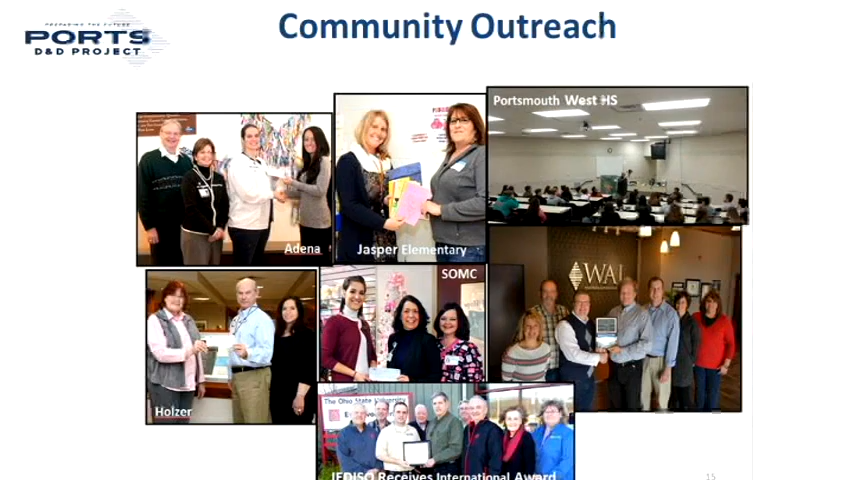 PREPARING THE FUTURE
PORTS
D&D PROJECT
Community Outreach
Portsmouth West HS
Adena
Jasper Elementary
SOMC
WAI
Holzer
The Ohio State University
Receives International Award
15